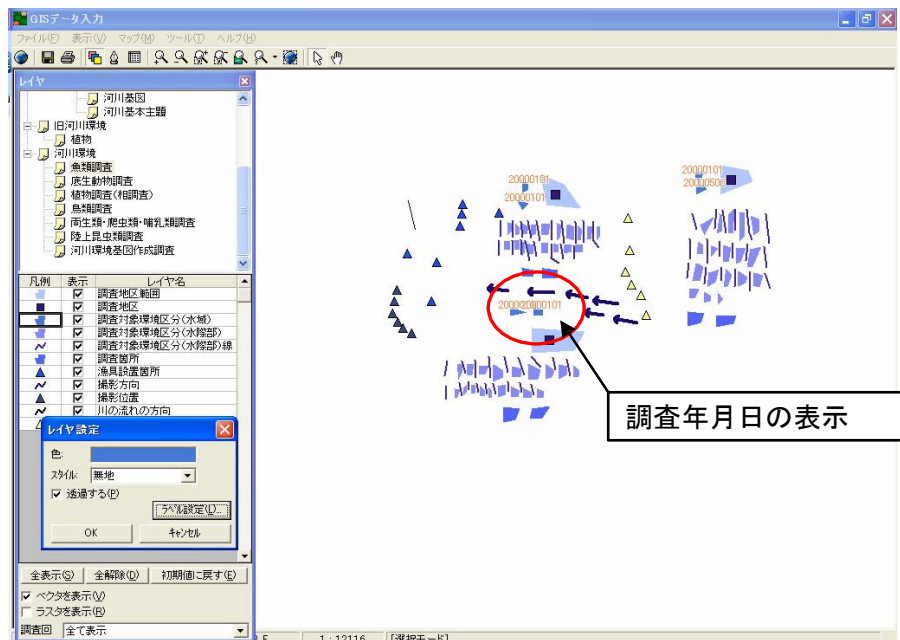 GISデータ入力
ファイル(F) 表示(V) マップ(M) ツール(T) ヘルプ(H)
レイヤ
河川基図
河川基本主題
旧河川環境
植物
河川環境
魚類調査
底生動物調査
植物調査(植相調査)
鳥類調査
両生類・爬虫類・哺乳類調査
陸上昆虫類調査
河川環境基図作成調査
凡例 表示 レイヤ名
調査地区範囲
調査地区
調査対象環境区分(水域)
調査対象環境区分(水際部)
調査対象環境区分(水際部)線
調査箇所
漁具設置箇所
撮影方向
撮影位置
川の流れの方向
レイヤ設定
色:
スタイル: 無地
透過する(P)
ラベル設定(L)...
OK キャンセル
全表示(S) 全解除(D) 初期値に戻す(E)
ベクタを表示(V)
ラスタを表示(R)
調査回 全て表示
20000101
20000101
20000101
20000506
20000101
調査年月日の表示
1 : 12116 [選択モード]